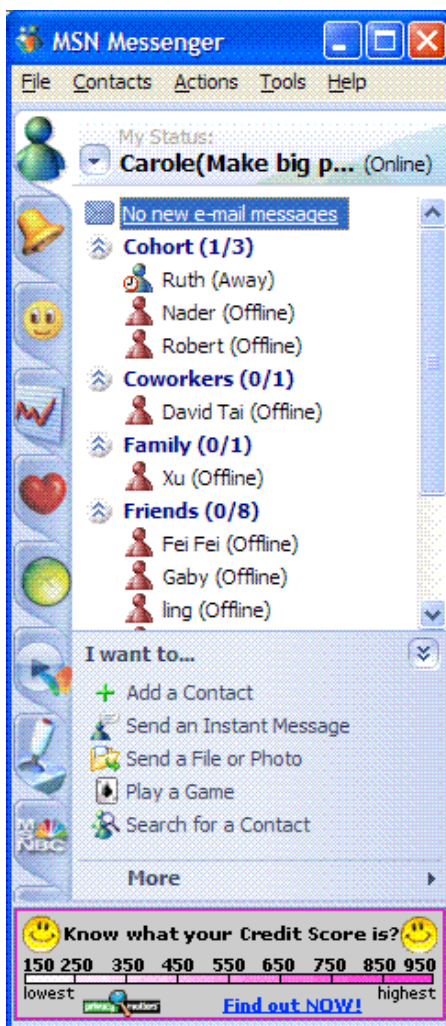 MSN Messenger
File Contacts Actions Tools Help
My Status:
Carole(Make big p... (Online)
No new e-mail messages
Cohort (1/3)
Ruth (Away)
Nader (Offline)
Robert (Offline)
Coworkers (0/1)
David Tai (Offline)
Family (0/1)
Xu (Offline)
Friends (0/8)
Fei Fei (Offline)
Gaby (Offline)
ling (Offline)
I want to...
Add a Contact
Send an Instant Message
Send a File or Photo
Play a Game
Search for a Contact
MSNBC
More
Know what your Credit Score is?
150 250 350 450 550 650 750 850 950
lowest highest
privacy matters Find out NOW!